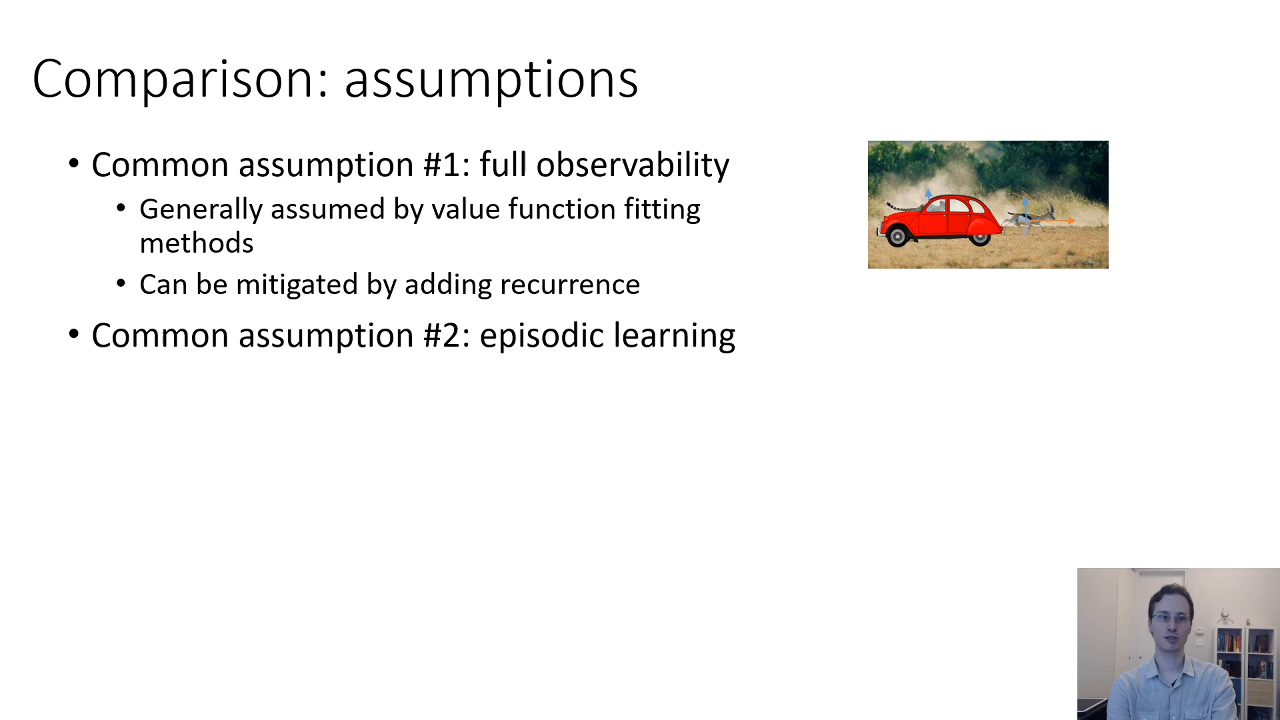 Comparison: assumptions
• Common assumption #1: full observability
• Generally assumed by value function fitting
methods
• Can be mitigated by adding recurrence
• Common assumption #2: episodic learning